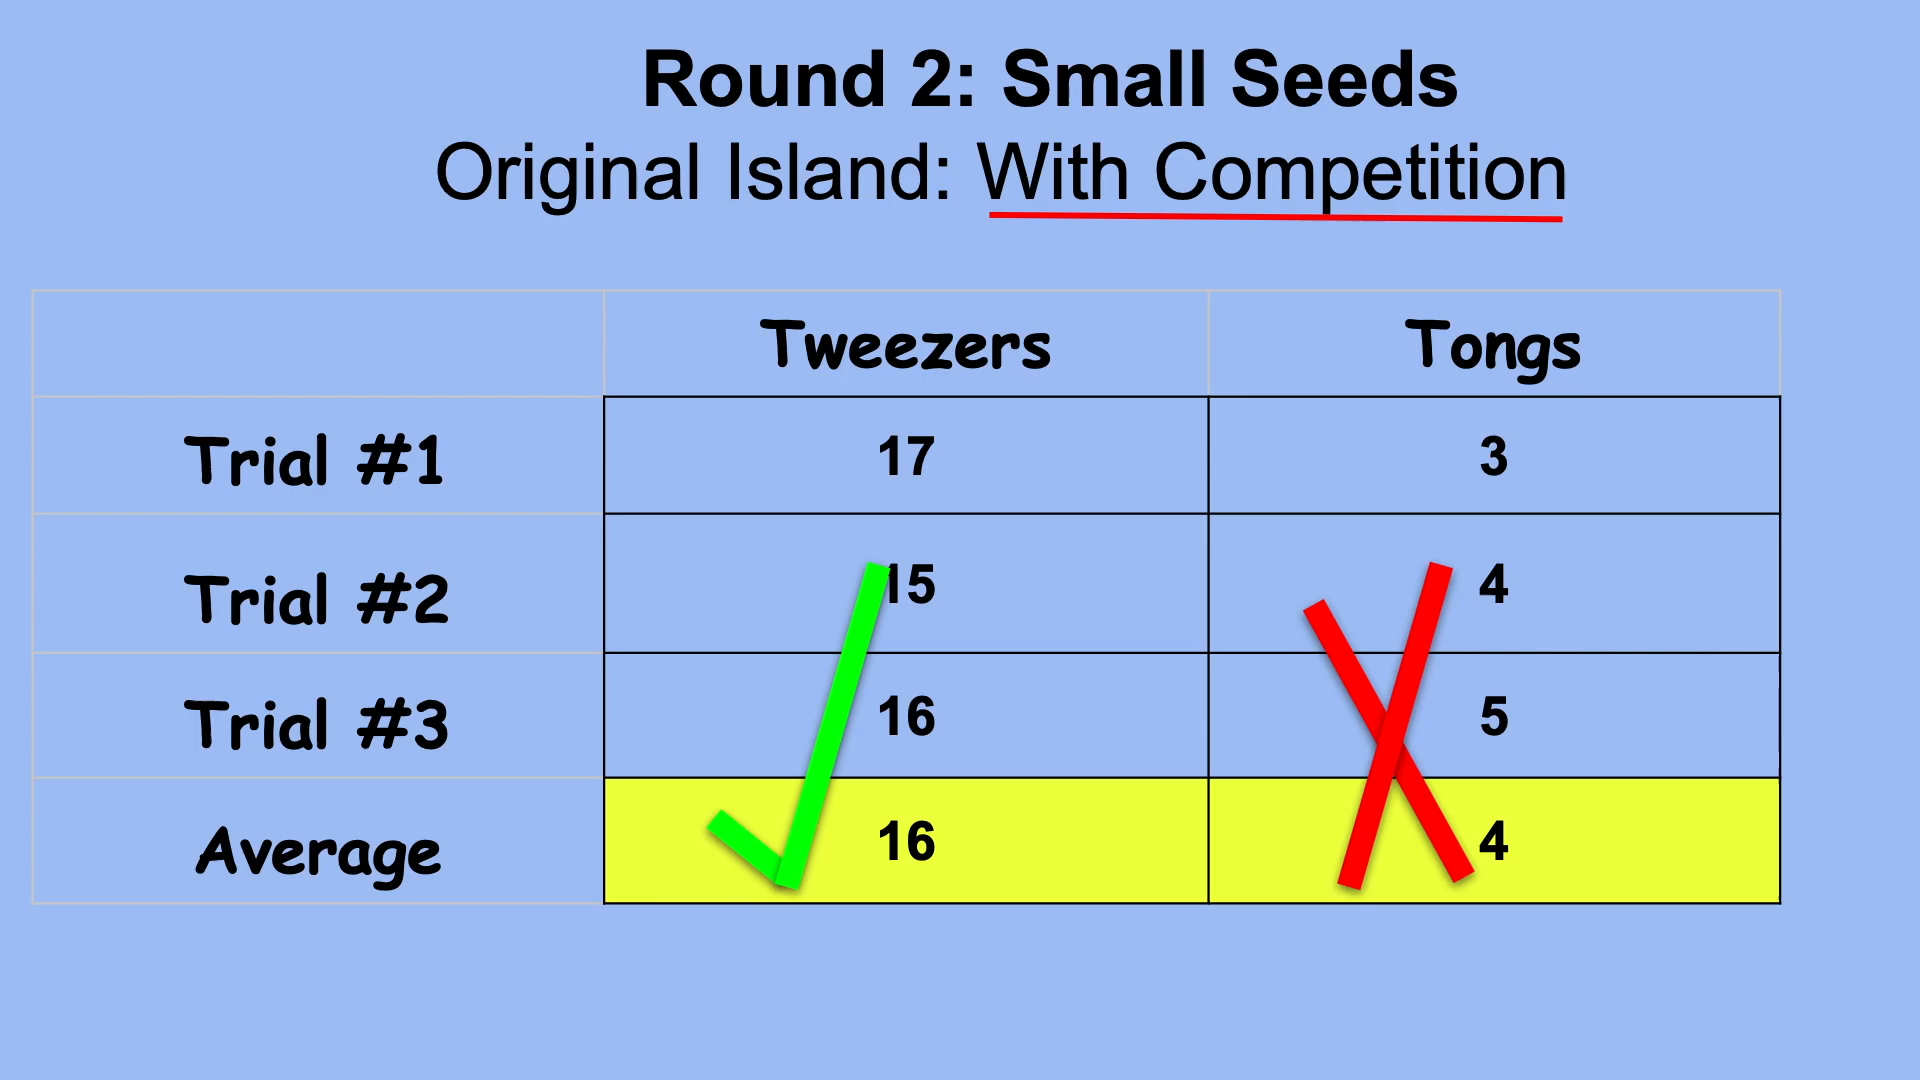 Round 2: Small Seeds
Original Island: With Competition
Tweezers Tongs
Trial #1 17 3
Trial #2 15 4
Trial #3 16 5
Average 16 4